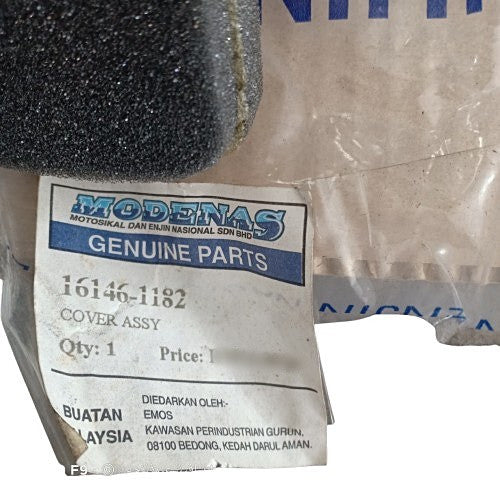 MODENAS
MOTOSIKAL DAN ENJIN NASIONAL SDN BHD
GENUINE PARTS
16146-1182
COVER ASSY
Qty: 1 Price:
DIEDARKAN OLEH:-
BUATAN EMOS
KAWASAN PERINDUSTRIAN GURUN,
08100 BEDONG, KEDAH DARUL AMAN.